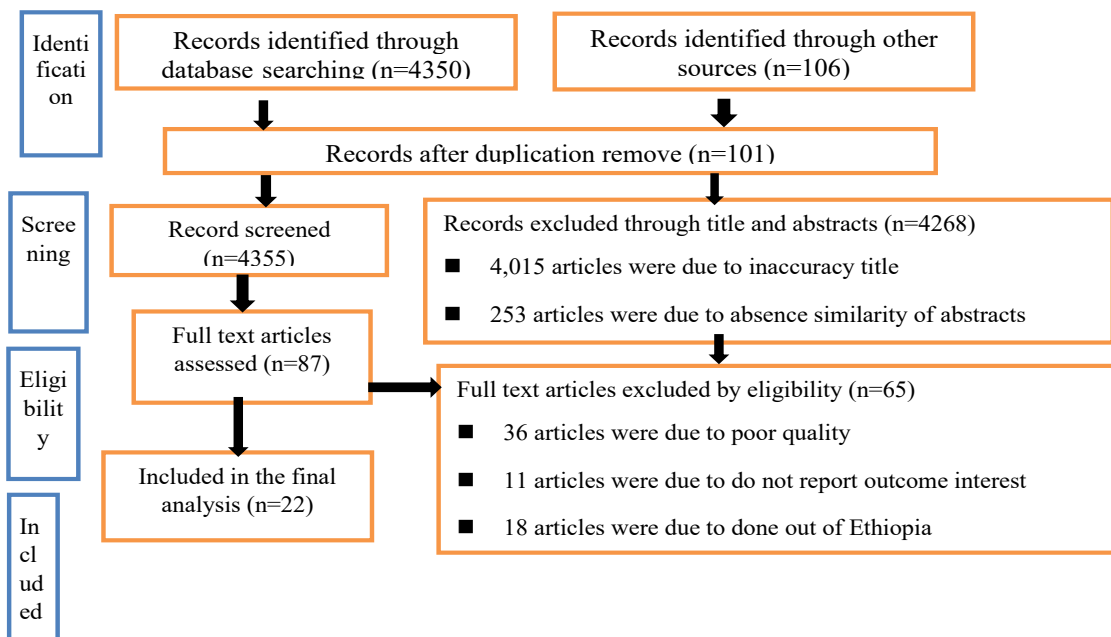 Identi
ficati
on
Records identified through
database searching (n=4350)
Records identified through other
sources (n=106)
Records after duplication remove (n=101)
Scree
ning
Record screened
(n=4355)
Records excluded through title and abstracts (n=4268)
■ 4,015 articles were due to inaccuracy title
■ 253 articles were due to absence similarity of abstracts
Full text articles
assessed (n=87)
Eligi
bilit
y
Full text articles excluded by eligibility (n=65)
■ 36 articles were due to poor quality
■ 11 articles were due to do not report outcome interest
■ 18 articles were due to done out of Ethiopia
Included in the final
analysis (n=22)
In
cl
ud
ed